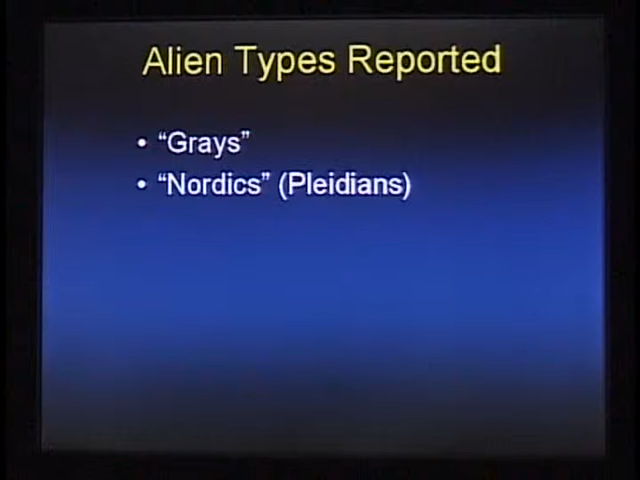 Alien Types Reported
• “Grays”
• “Nordics” (Pleidians)